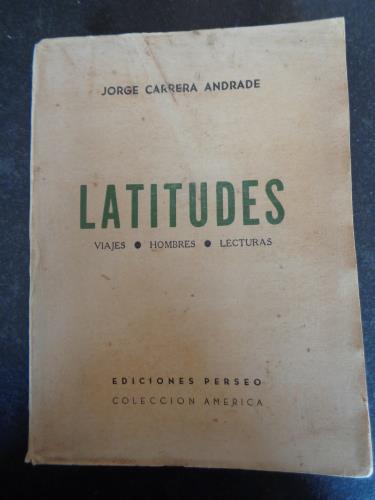 JORGE CARRERA ANDRADE
LATITUDES
VIAJES ● HOMBRES ● LECTURAS
EDICIONES PERSEO
COLECCION AMERICA